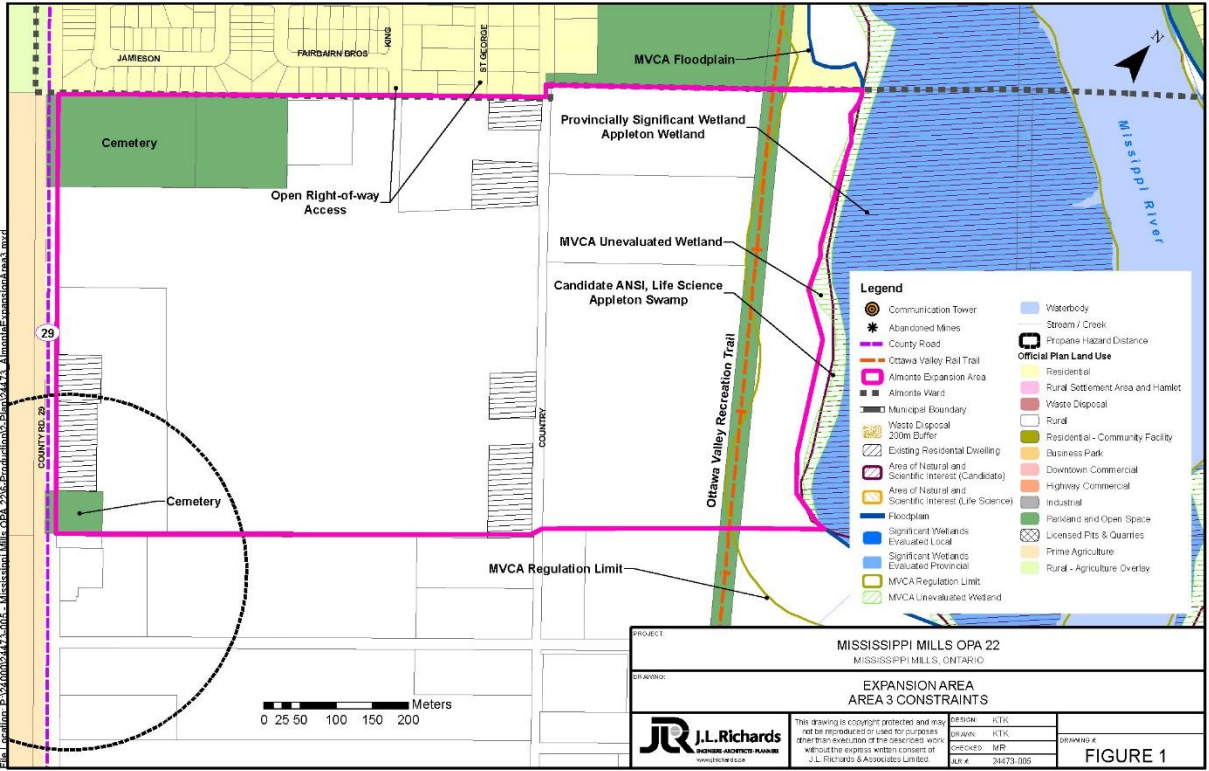 JAMIESON
FAIRBAIRN BROS
KING
ST GEORGE
MVCA Floodplain
N
Cemetery
Provincially Significant Wetland
Appleton Wetland
Mississippi River
Open Right-of-way
Access
MVCA Unevaluated Wetland
Candidate ANSI, Life Science
Appleton Swamp
29
COUNTY RD. 29
COUNTRY
Ottawa Valley Recreation Trail
Cemetery
MVCA Regulation Limit
Meters
0 25 50 100 150 200
Legend
Communication Tower
Abandoned Mines
County Road
Ottawa Valley Rail Trail
Almonte Expansion Area
Almonte Ward
Municipal Boundary
Waste Disposal
200m Buffer
Existing Residental Dwelling
Area of Natural and
Scientific Interest (Candidate)
Area of Natural and
Scientific Interest (Life Science)
Floodplain
Significant Wetlands
Evaluated Local
Significant Wetlands
Evaluated Provincial
MVCA Regulation Limit
MVCA Unevaluated Wetland
Waterbody
Stream / Creek
Propane Hazard Distance
Official Plan Land Use
Residential
Rural Settlement Area and Hamlet
Waste Disposal
Rural
Residential - Community Facility
Business Park
Downtown Commercial
Highway Commercial
Industrial
Parkland and Open Space
Licensed Pits & Quarries
Prime Agriculture
Rural - Agriculture Overlay
PROJECT:
MISSISSIPPI MILLS OPA 22
MISSISSIPPI MILLS, ONTARIO
DRAWING:
EXPANSION AREA
AREA 3 CONSTRAINTS
JLR J.L.Richards
ENGINEERS·ARCHITECTS·PLANNERS
www.jlrichards.ca
This drawing is copyright protected and may
not be reproduced or used for purposes
other than execution of the described work
without the express written consent of
J.L. Richards & Associates Limited.
DESIGN: KTK
DRAWN: KTK
CHECKED: MR
JLR #: 24473-005
DRAWING #:
FIGURE 1